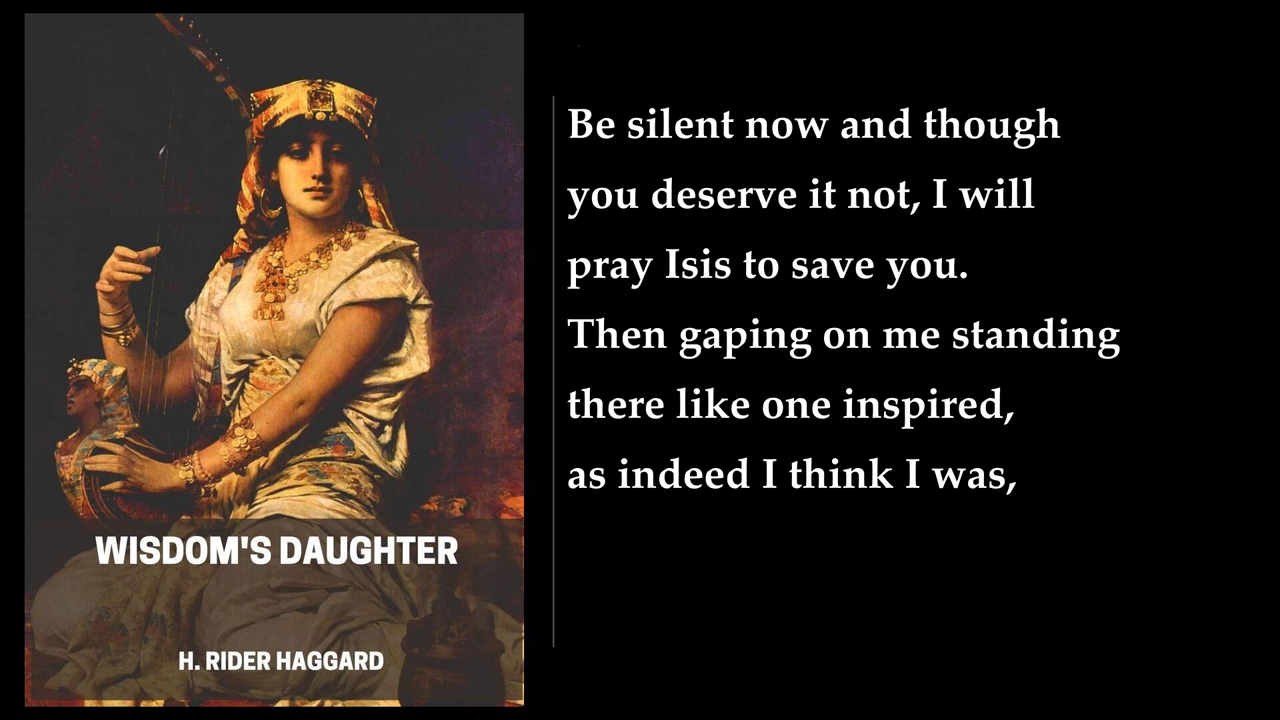 WISDOM'S DAUGHTER
H. RIDER HAGGARD
Be silent now and though
you deserve it not, I will
pray Isis to save you.
Then gaping on me standing
there like one inspired,
as indeed I think I was,